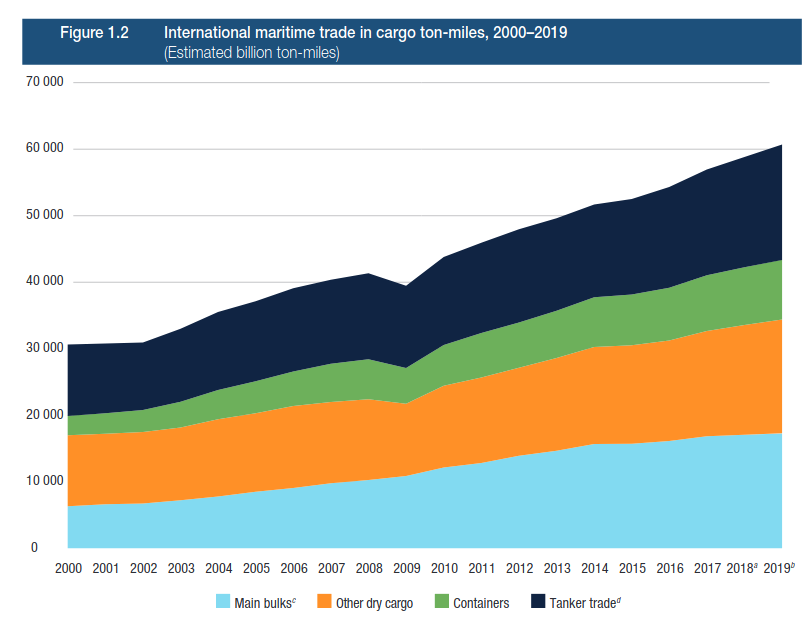 Figure 1.2 International maritime trade in cargo ton-miles, 2000–2019
(Estimated billion ton-miles)
70 000
60 000
50 000
40 000
30 000
20 000
10 000
0
2000 2001 2002 2003 2004 2005 2006 2007 2008 2009 2010 2011 2012 2013 2014 2015 2016 2017 2018ᵃ 2019ᵇ
Main bulksᶜ Other dry cargo Containers Tanker tradeᵈ